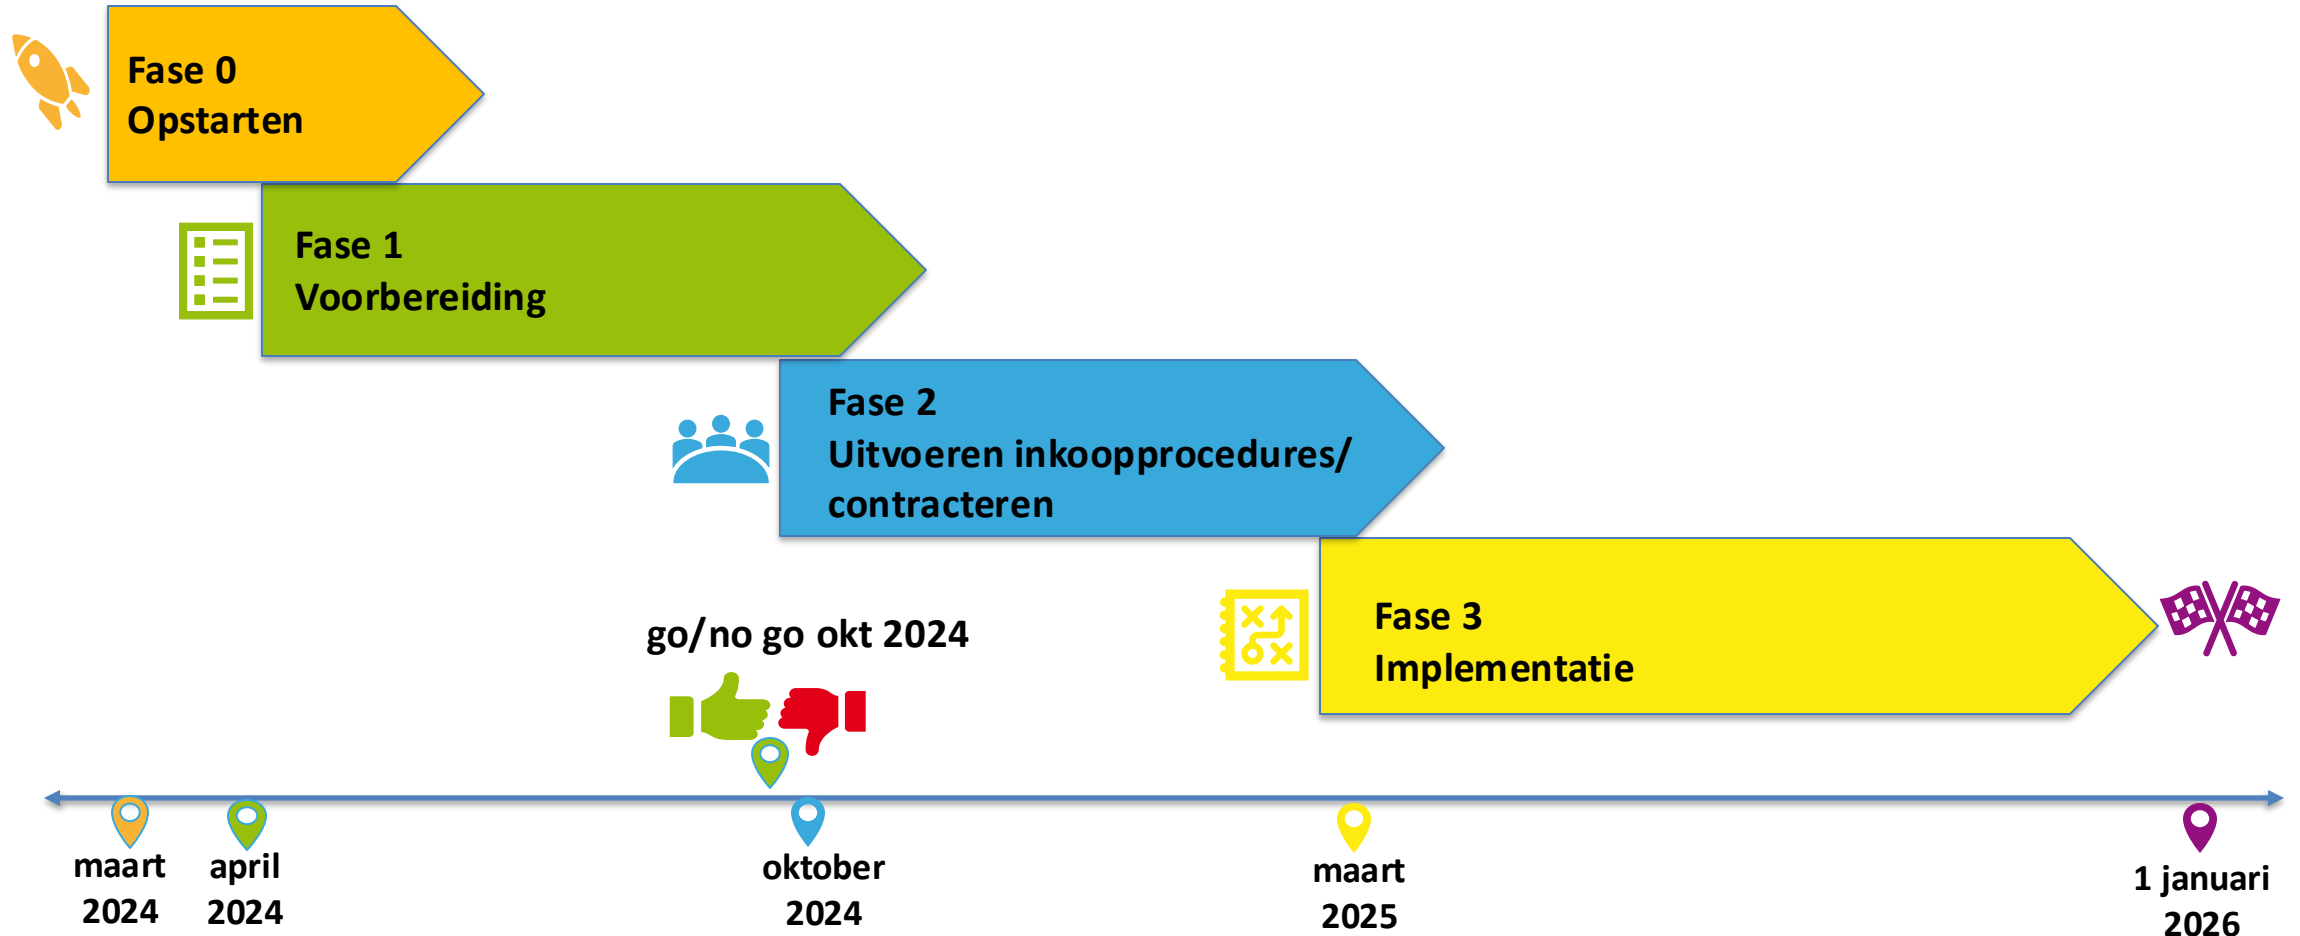 Fase 0
Opstarten
Fase 1
Voorbereiding
Fase 2
Uitvoeren inkoopprocedures/
contracteren
Fase 3
Implementatie
go/no go okt 2024
maart
2024
april
2024
oktober
2024
maart
2025
1 januari
2026